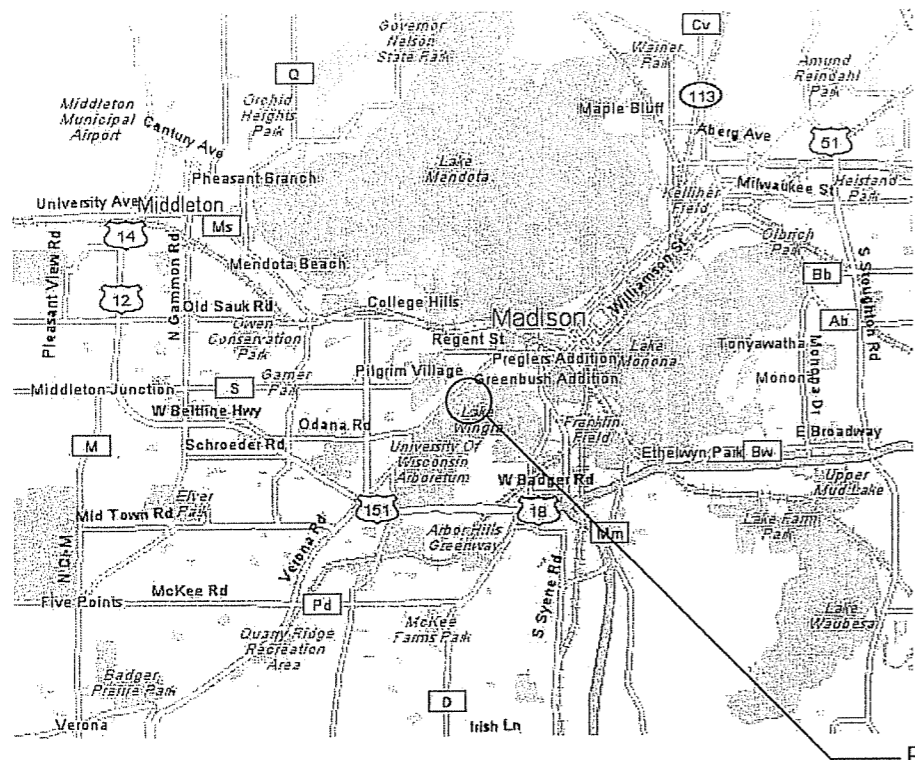 Cv
Governor
Nelson
State Park
Warner
Park
Q
Amund
Reindahl
Park
Middleton
Municipal
Airport
Orchid
Heights
Park
113
Maple Bluff
Century Ave
Aberg Ave
51
Lake
Mendota
Pheasant Branch
Kelliher
Field
Milwaukee St
Heistand
Park
University Ave
Middleton
Ms
14
Olbrich
Park
Pleasant View Rd
N Gammon Rd
Mendota Beach
Williamson St
S Stoughton Rd
Bb
12
Old Sauk Rd
College Hills
Owen
Conservation
Park
Madison
Ab
Regent St
Lake
Monona
Preglers Addition
Tonyawatha
Monona Dr
Garner
Park
Pilgrim Village
Greenbush Addition
Monon
Middleton Junction
S
W Beltline Hwy
Lake
Wingra
Franklin
Field
Odana Rd
E Broadway
M
Schroeder Rd
University Of
Wisconsin
Arboretum
Ethelwyn Park
Bw
W Badger Rd
Upper
Mud Lake
Elver
Park
151
18
Mid Town Rd
Verona Rd
Arbor Hills
Greenway
Mm
Lake Farm
Park
N Ct-M
McKee Rd
S Syene Rd
Five Points
Pd
McKee
Farms Park
Lake
Waubesa
Quarry Ridge
Recreation
Area
Badger
Prairie Park
D
Verona
Irish Ln
P